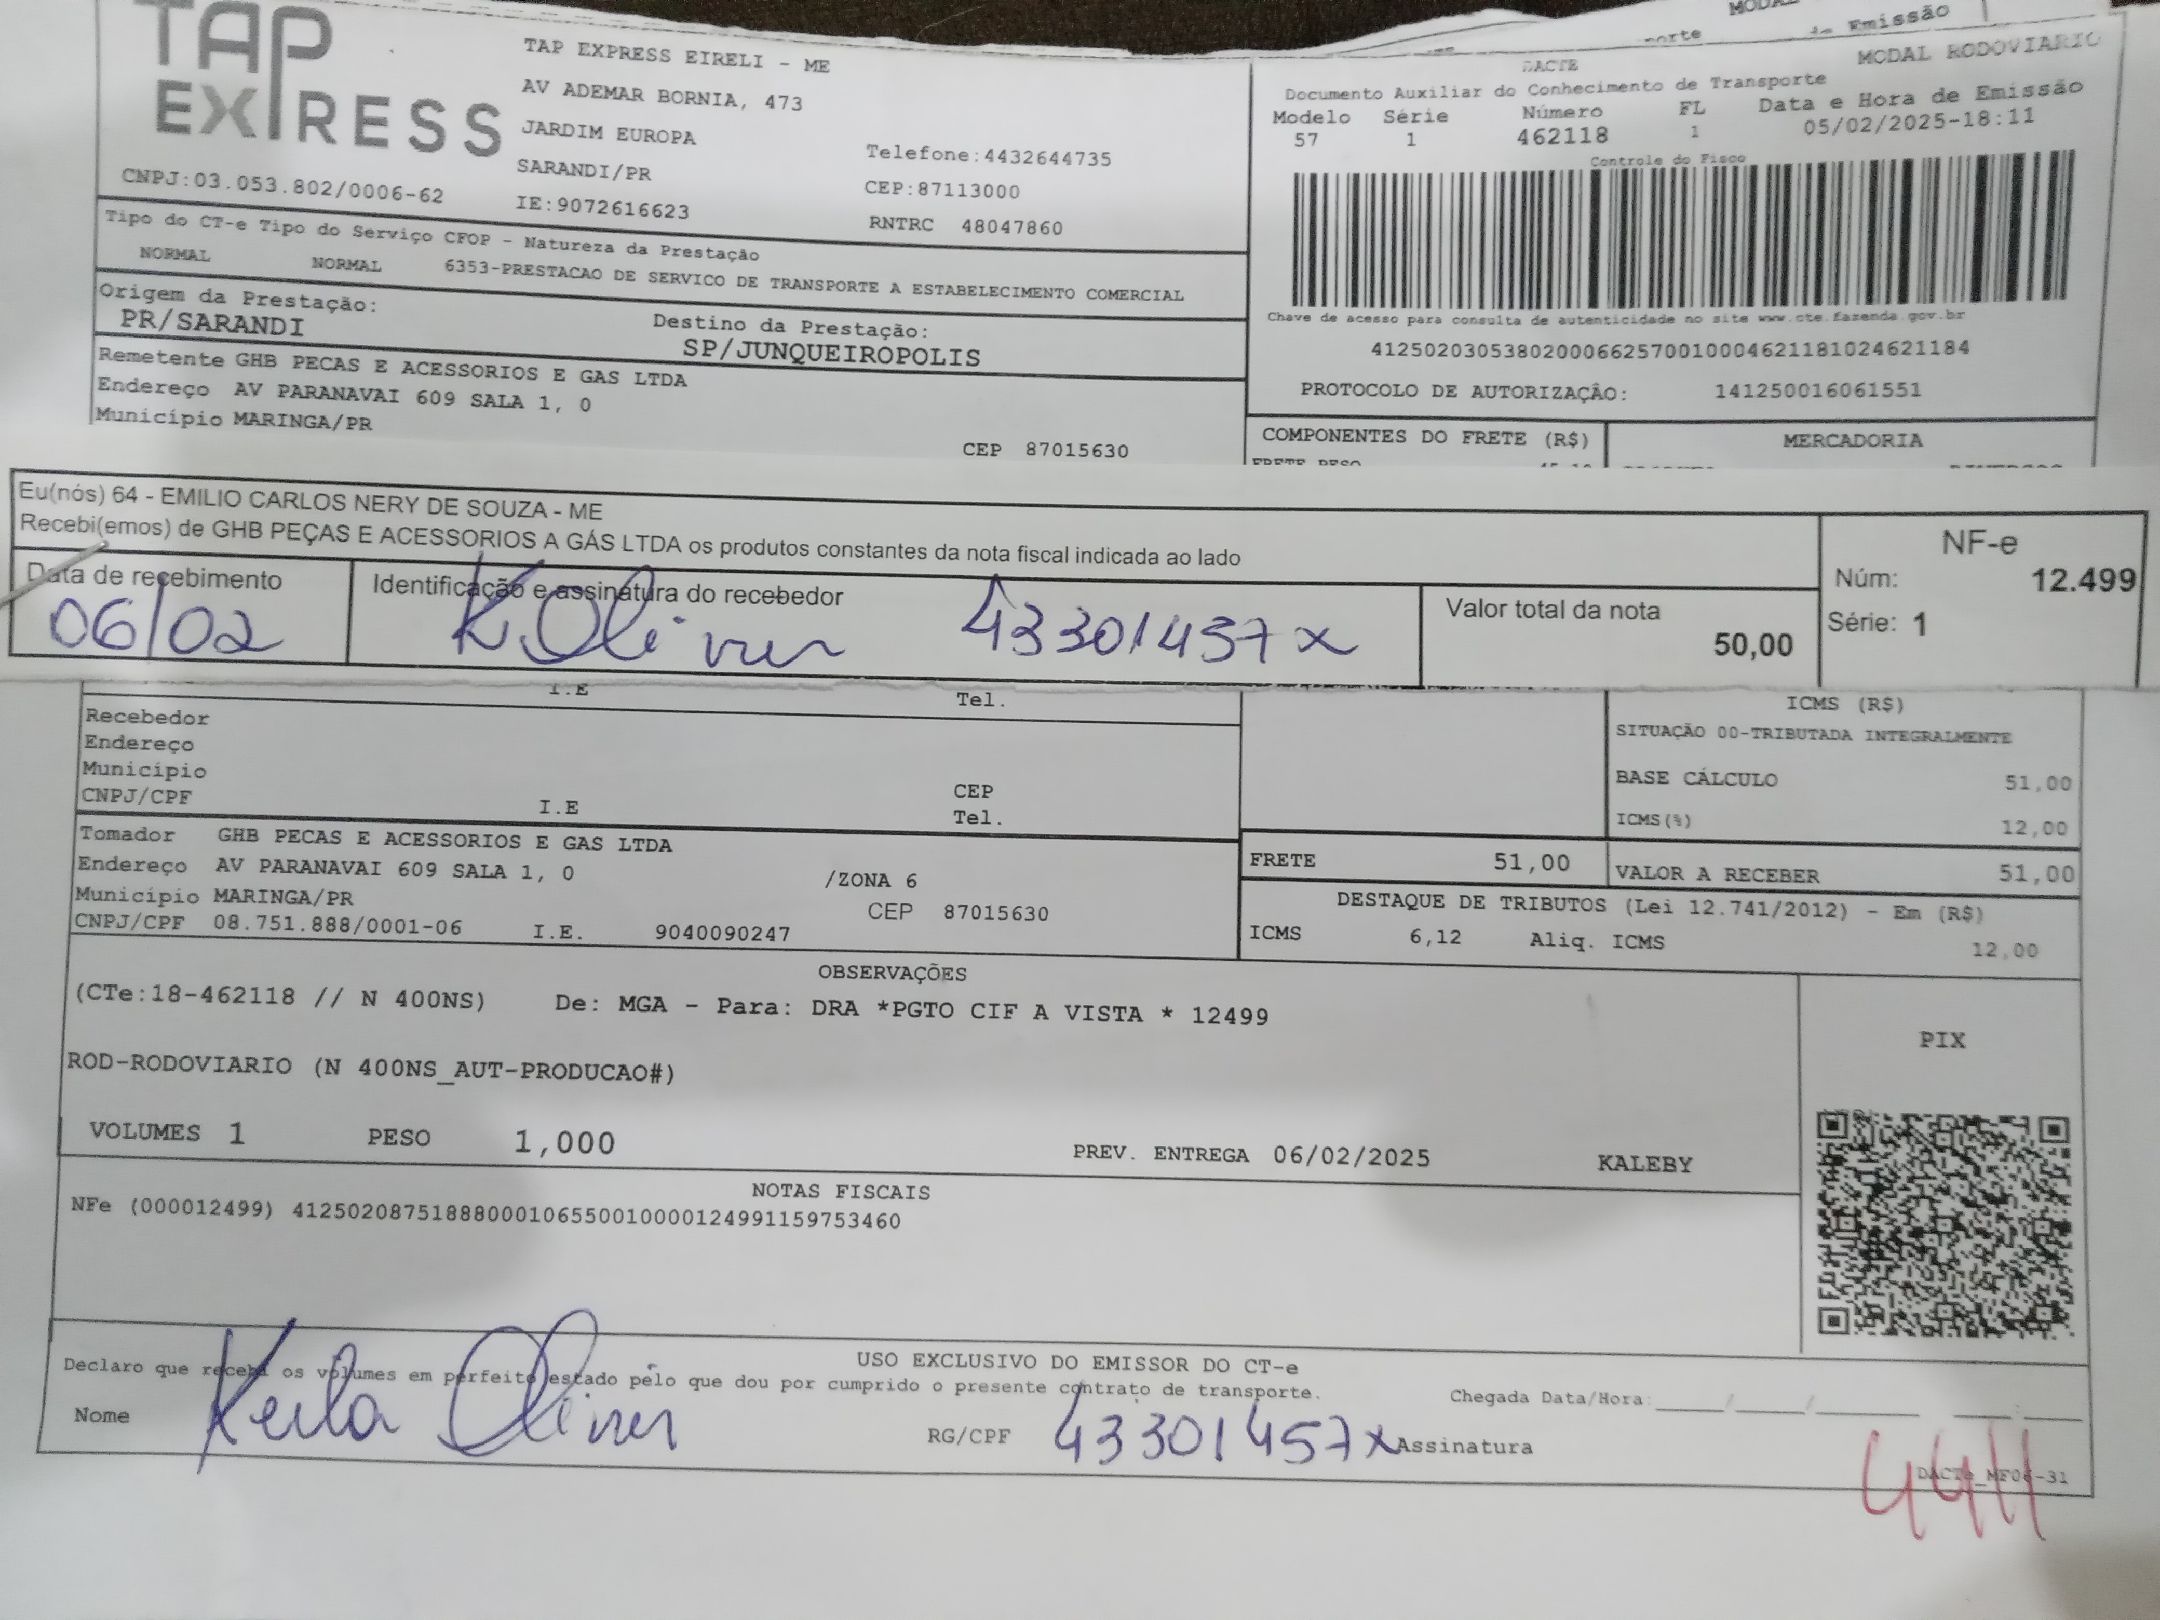 MODAL
Emissão
orte
TAP
EXPRESS
TAP EXPRESS EIRELI - ME
AV ADEMAR BORNIA, 473
JARDIM EUROPA
SARANDI/PR
IE:9072616623
Telefone:4432644735
CEP:87113000
RNTRC 48047860
CNPJ:03.053.802/0006-62
DACTE
MODAL RODOVIARIO
Documento Auxiliar do Conhecimento de Transporte
Modelo Série Número FL Data e Hora de Emissão
57 1 462118 1 05/02/2025-18:11
Controle do Fisco
Chave de acesso para consulta de autenticidade no site www.cte.fazenda.gov.br
41250203053802000662570010004621181024621184
PROTOCOLO DE AUTORIZAÇÃO: 141250016061551
Tipo do CT-e Tipo do Serviço CFOP - Natureza da Prestação
NORMAL NORMAL 6353-PRESTACAO DE SERVICO DE TRANSPORTE A ESTABELECIMENTO COMERCIAL
Origem da Prestação:
PR/SARANDI
Destino da Prestação:
SP/JUNQUEIROPOLIS
Remetente GHB PECAS E ACESSORIOS E GAS LTDA
Endereço AV PARANAVAI 609 SALA 1, 0
Município MARINGA/PR
CEP 87015630
COMPONENTES DO FRETE (R$)
MERCADORIA
FRETE PESO
Eu(nós) 64 - EMILIO CARLOS NERY DE SOUZA - ME
Recebi(emos) de GHB PEÇAS E ACESSORIOS A GÁS LTDA os produtos constantes da nota fiscal indicada ao lado
Data de recebimento
06/02
Identificação e assinatura do recebedor
K Oliver 43301457x
Valor total da nota
50,00
NF-e
Núm: 12.499
Série: 1
I.E
Tel.
Recebedor
Endereço
Município
CNPJ/CPF
I.E
CEP
Tel.
ICMS (R$)
SITUAÇÃO 00-TRIBUTADA INTEGRALMENTE
BASE CÁLCULO 51,00
ICMS(%) 12,00
Tomador GHB PECAS E ACESSORIOS E GAS LTDA
Endereço AV PARANAVAI 609 SALA 1, 0 /ZONA 6
Município MARINGA/PR CEP 87015630
CNPJ/CPF 08.751.888/0001-06 I.E. 9040090247
FRETE 51,00
VALOR A RECEBER 51,00
DESTAQUE DE TRIBUTOS (Lei 12.741/2012) - Em (R$)
ICMS 6,12 Aliq. ICMS 12,00
OBSERVAÇÕES
(CTe:18-462118 // N 400NS) De: MGA - Para: DRA *PGTO CIF A VISTA * 12499
ROD-RODOVIARIO (N 400NS_AUT-PRODUCAO#)
PIX
VOLUMES 1 PESO 1,000 PREV. ENTREGA 06/02/2025 KALEBY
NOTAS FISCAIS
NFe (000012499) 41250208751888000106550010000124991159753460
USO EXCLUSIVO DO EMISSOR DO CT-e
Declaro que recebi os volumes em perfeito estado pelo que dou por cumprido o presente contrato de transporte.
Chegada Data/Hora:____/____/______ ____:____
Nome Keila Oliver
RG/CPF 43301457x
Assinatura
DACTe_MF06-31